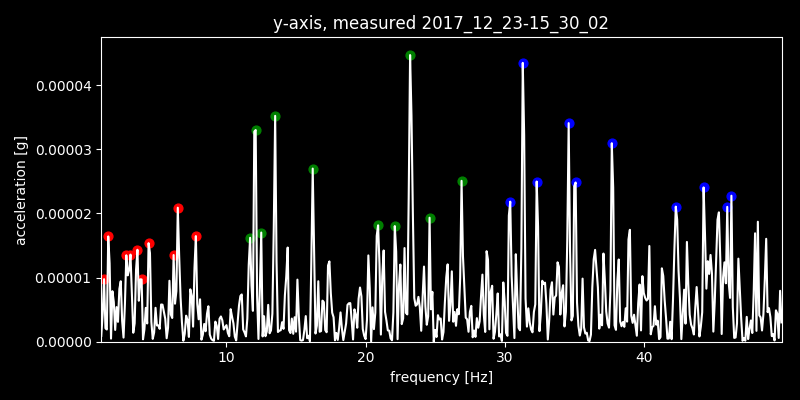 y-axis, measured 2017_12_23-15_30_02
acceleration [g]
0.00004
0.00003
0.00002
0.00001
0.00000
10 20 30 40
frequency [Hz]